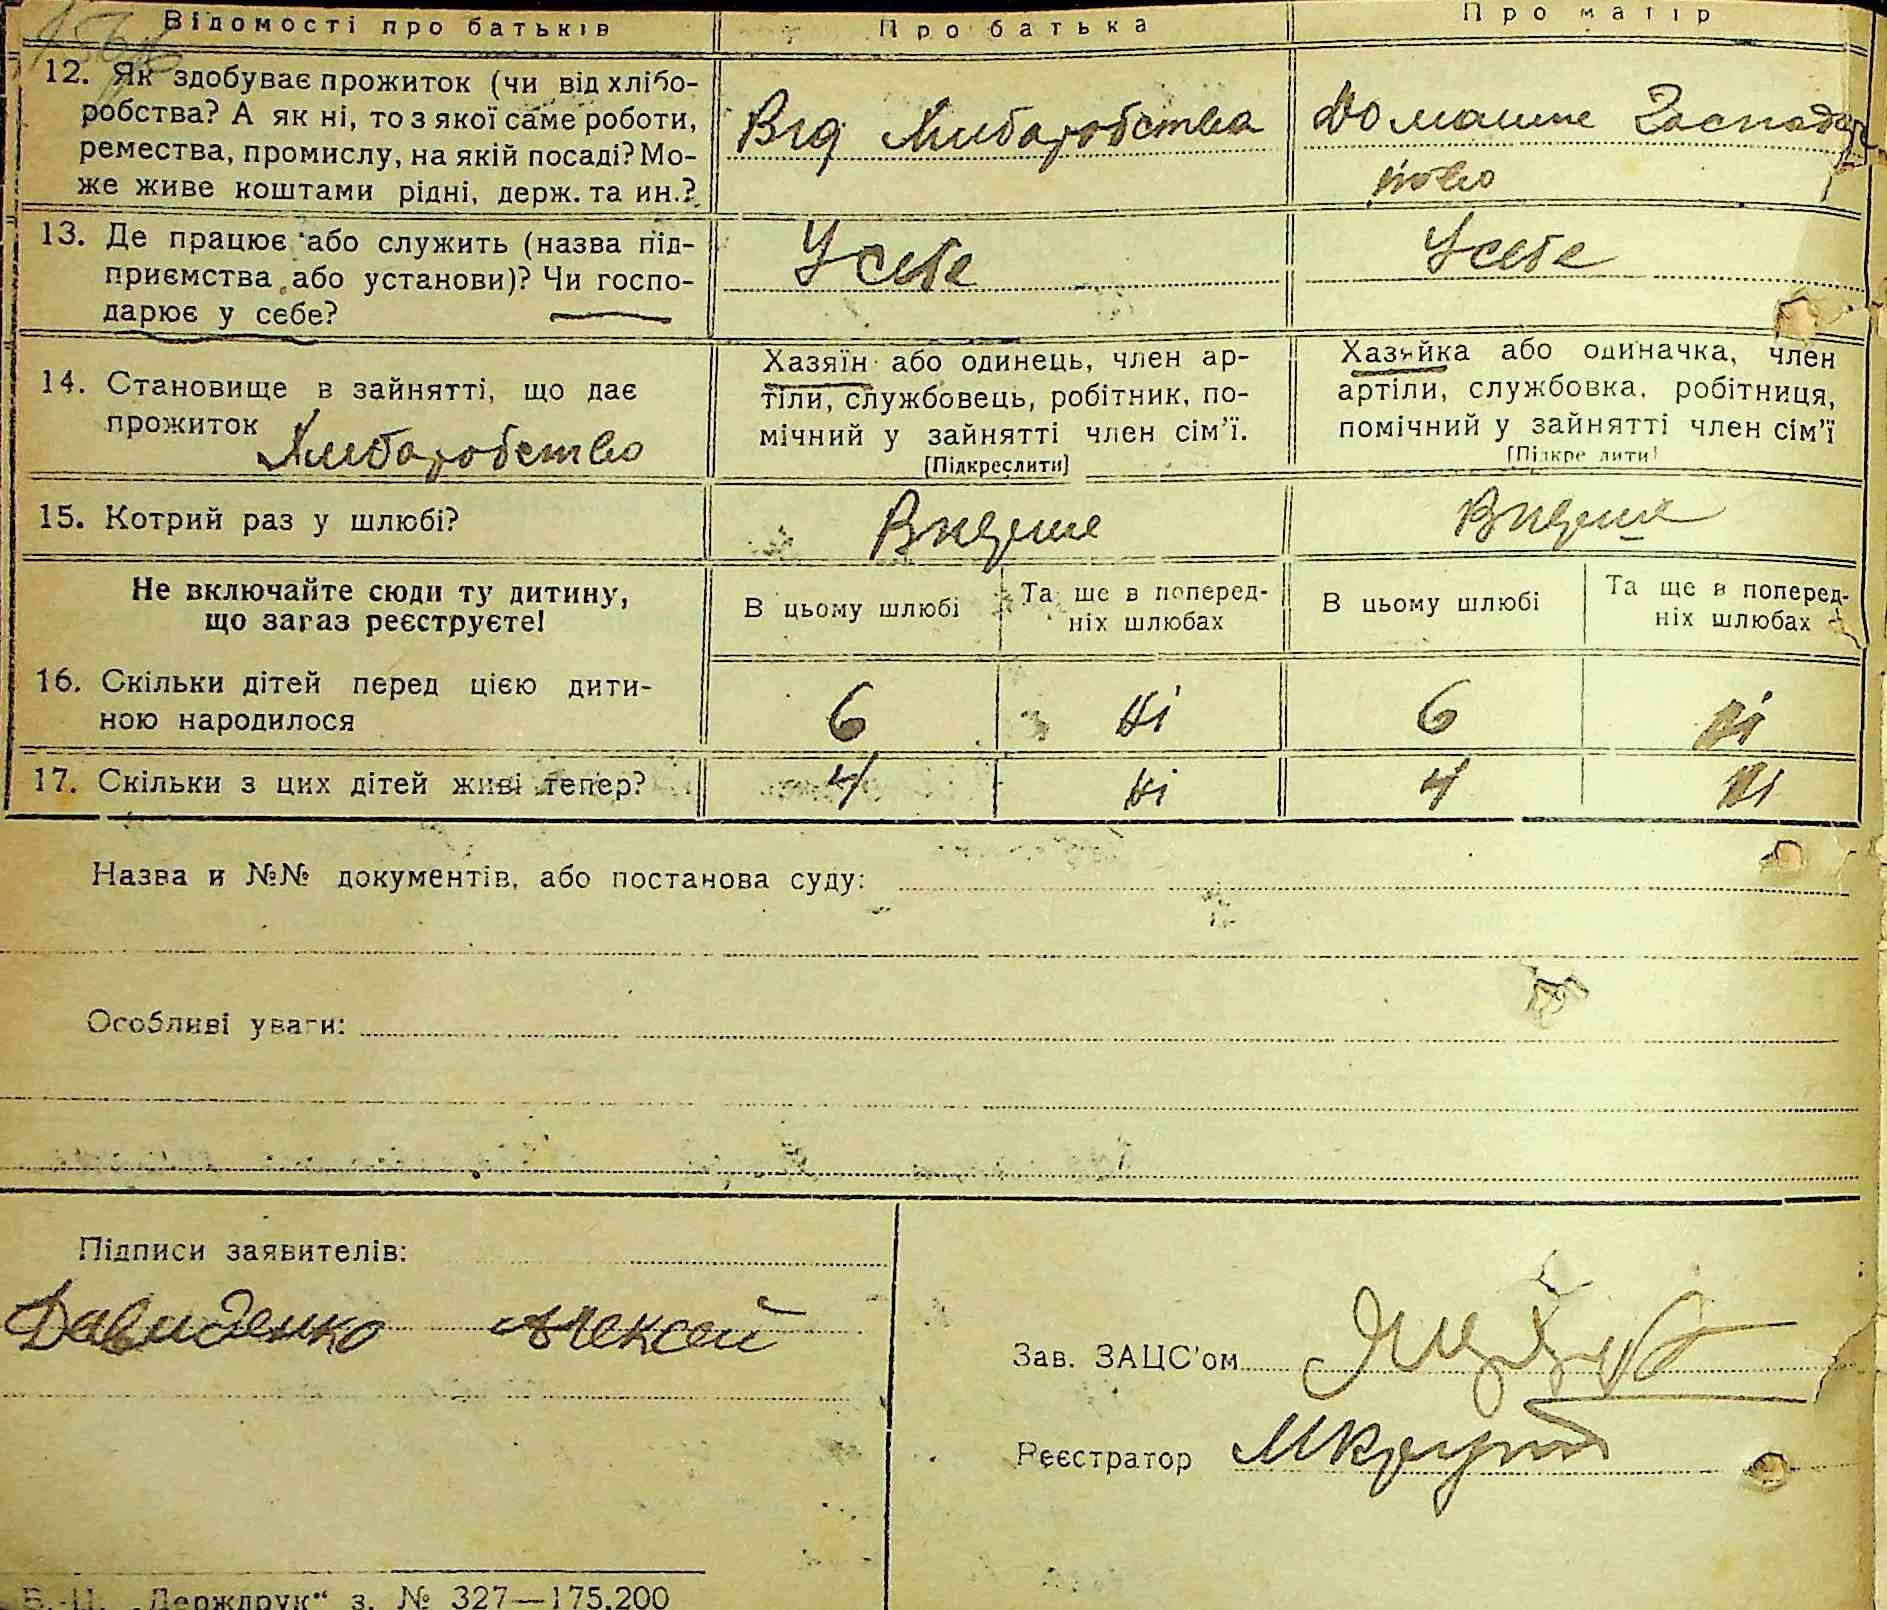 Відомості про батьків
Про батька
Про матір
12. Як здобуває прожиток (чи від хлібо-
робства? А як ні, то з якої саме роботи,
ремества, промислу, на якій посаді? Мо-
же живе коштами рідні, держ. та ин.?
Від Хлиборобства
Домашне Господар
ство
13. Де працює або служить (назва під-
приємства або установи)? Чи госпо-
дарює у себе?
У себе
У себе
14. Становище в зайнятті, що дає
прожиток
Хлиборобство
Хазяїн або одинець, член ар-
тіли, службовець, робітник, по-
мічний у зайнятті член сім'ї.
[Підкреслити]
Хазяйка або одиначка, член
артіли, службовка, робітниця,
помічний у зайнятті член сім'ї
[Підкреслити]
15. Котрий раз у шлюбі?
Вперше
Вперше
Не включайте сюди ту дитину,
що зараз реєструєте!
В цьому шлюбі
Та ще в поперед-
ніх шлюбах
В цьому шлюбі
Та ще в поперед-
ніх шлюбах
16. Скільки дітей перед цією дити-
ною народилося
6
ні
6
ні
17. Скільки з цих дітей живі тепер?
4
ні
4
ні
Назва и №№ документів, або постанова суду:
Особливі уваги:
Підписи заявителів:
Давиденко Алексей
Зав. ЗАЦС'ом
Реєстратор
Б.-Ц. „Держдрук“ з. № 327—175.200